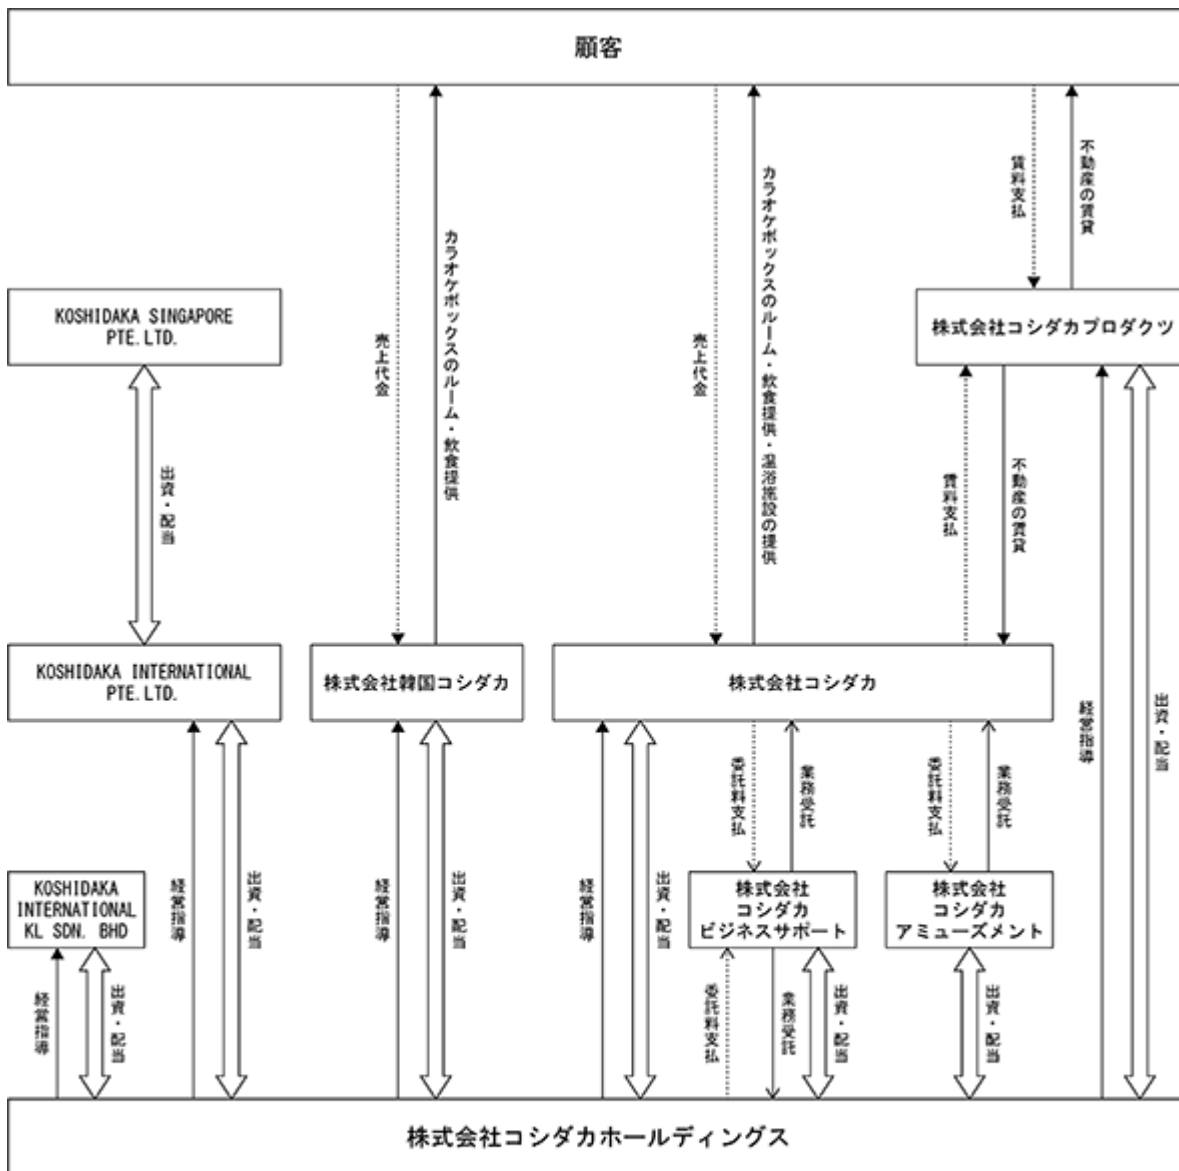 顧客
不動産の賃貸
賃料支払
カラオケボックスのルーム・飲食提供・温浴施設の提供
カラオケボックスのルーム・飲食提供
売上代金
売上代金
KOSHIDAKA SINGAPORE
PTE.LTD.
株式会社コシダカプロダクツ
出資・配当
賃料支払
不動産の賃貸
KOSHIDAKA INTERNATIONAL
PTE.LTD.
株式会社韓国コシダカ
株式会社コシダカ
経営指導
出資・配当
委託料支払
業務受託
委託料支払
業務受託
KOSHIDAKA
INTERNATIONAL
KL SDN. BHD
経営指導
出資・配当
経営指導
出資・配当
経営指導
出資・配当
株式会社
コシダカ
ビジネスサポート
株式会社
コシダカ
アミューズメント
経営指導
出資・配当
委託料支払
業務受託
出資・配当
出資・配当
株式会社コシダカホールディングス